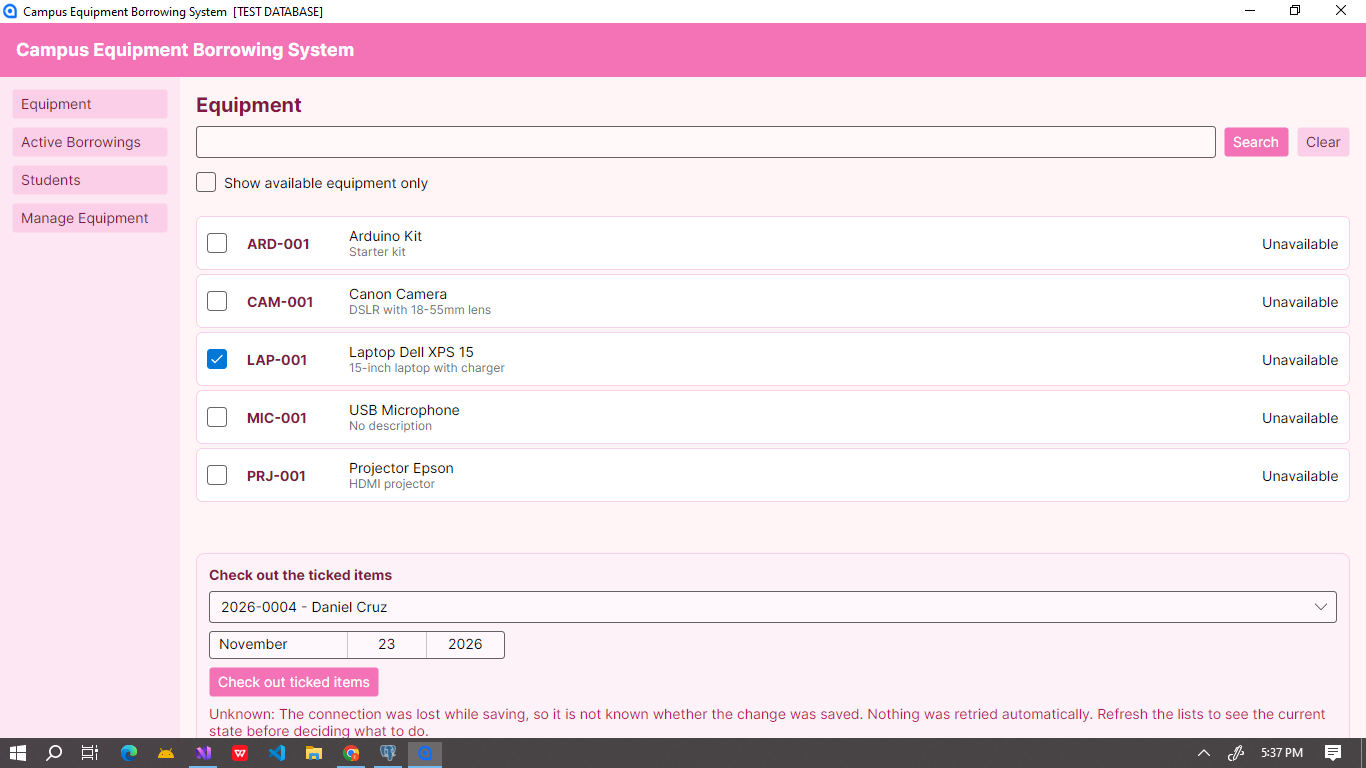 Campus Equipment Borrowing System [TEST DATABASE]
Campus Equipment Borrowing System
Equipment
Active Borrowings
Students
Manage Equipment
Equipment
Search
Clear
Show available equipment only
ARD-001
Arduino Kit
Starter kit
Unavailable
CAM-001
Canon Camera
DSLR with 18-55mm lens
Unavailable
LAP-001
Laptop Dell XPS 15
15-inch laptop with charger
Unavailable
MIC-001
USB Microphone
No description
Unavailable
PRJ-001
Projector Epson
HDMI projector
Unavailable
Check out the ticked items
2026-0004 - Daniel Cruz
November 23 2026
Check out ticked items
Unknown: The connection was lost while saving, so it is not known whether the change was saved. Nothing was retried automatically. Refresh the lists to see the current
state before deciding what to do.
5:37 PM